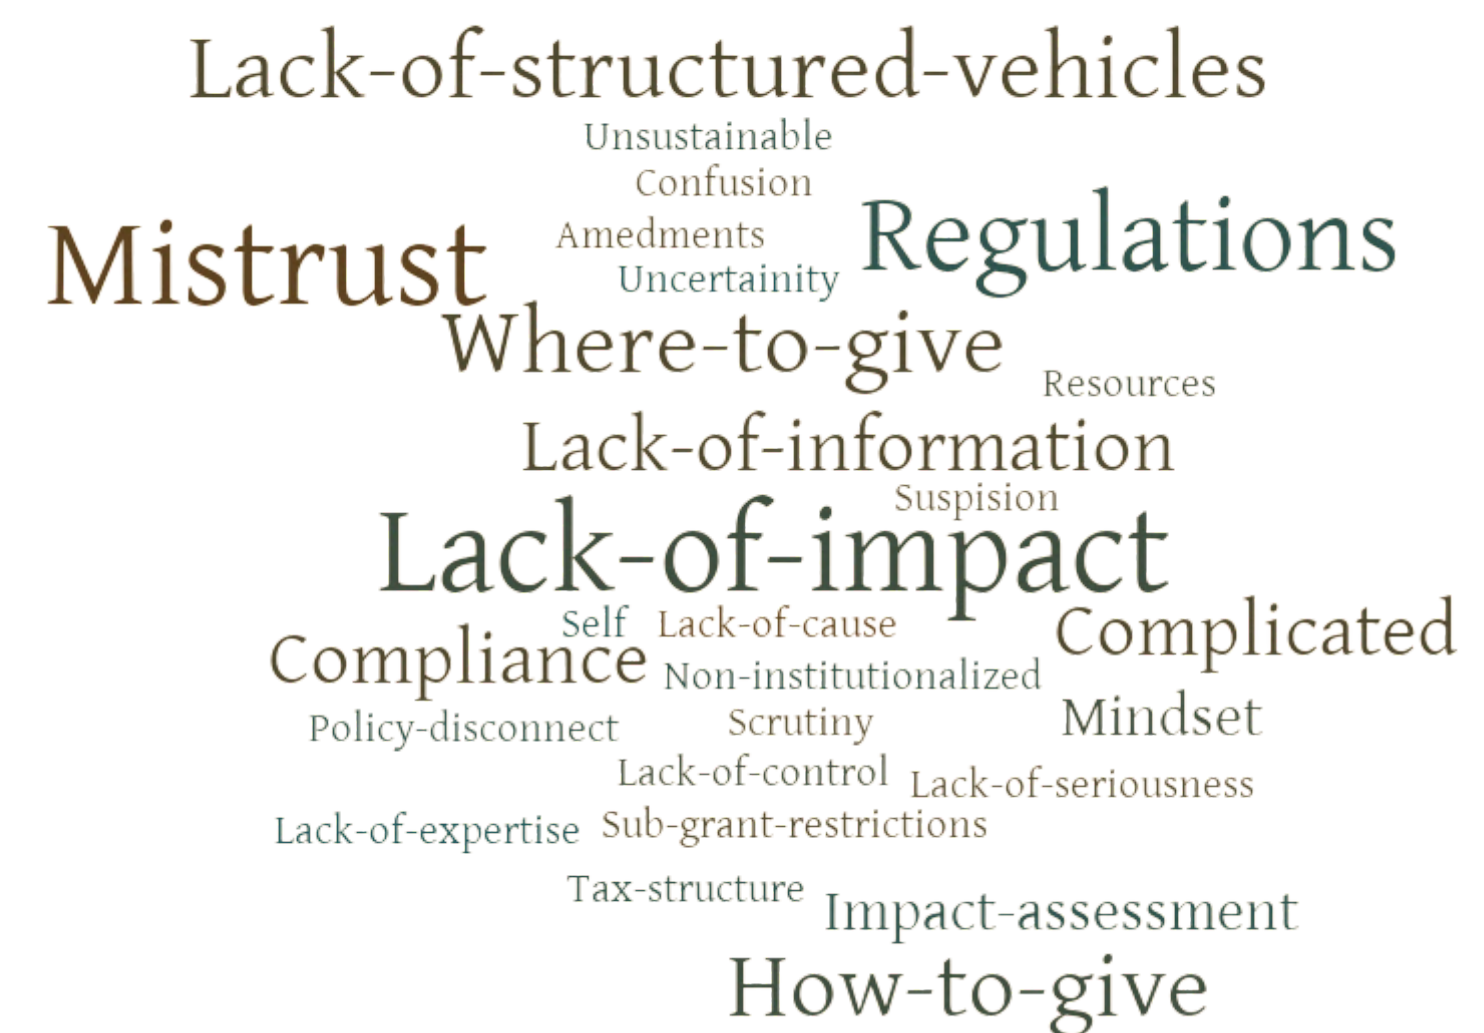 Lack-of-structured-vehicles
Unsustainable
Confusion
Mistrust
Amedments
Regulations
Uncertainity
Where-to-give
Resources
Lack-of-information
Suspision
Lack-of-impact
Self
Lack-of-cause
Complicated
Compliance
Non-institutionalized
Policy-disconnect
Scrutiny
Mindset
Lack-of-control
Lack-of-seriousness
Lack-of-expertise
Sub-grant-restrictions
Tax-structure
Impact-assessment
How-to-give